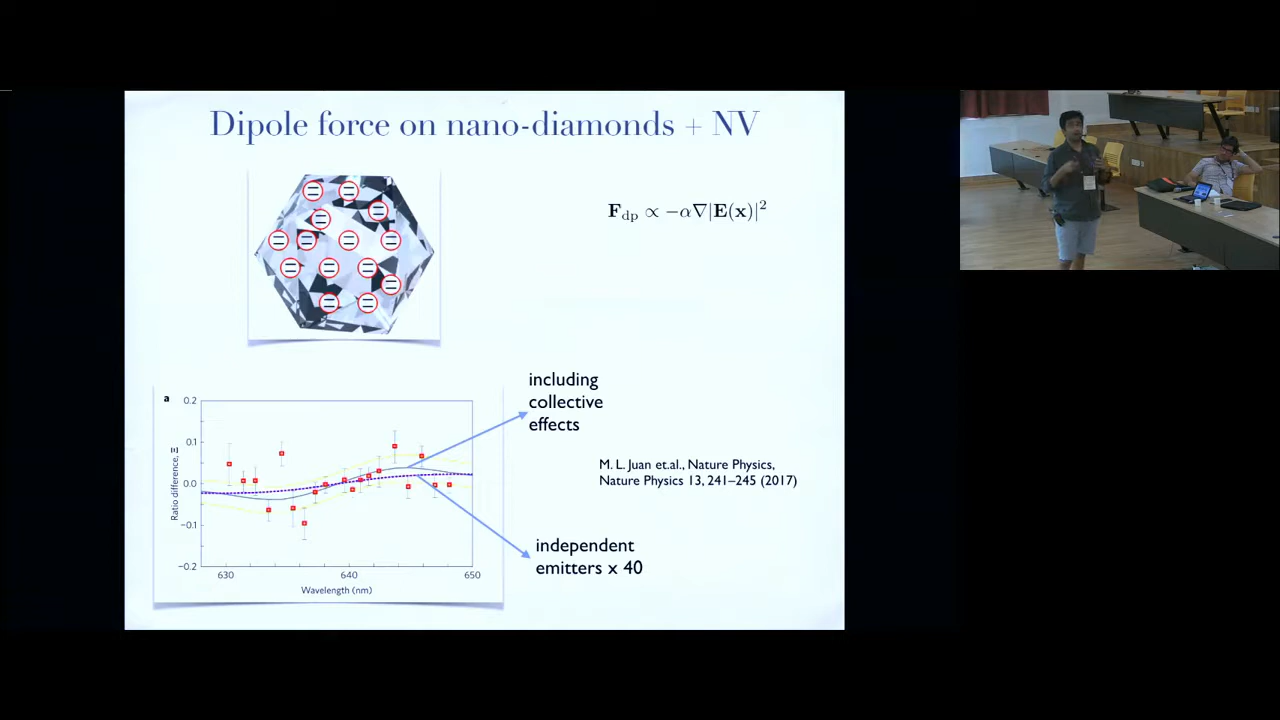 Dipole force on nano-diamonds + NV
F_dp ∝ −α∇|E(x)|²
including
collective
effects
a
0.2
0.1
0.0
−0.1
−0.2
Ratio difference, Ξ
630
640
650
Wavelength (nm)
M. L. Juan et.al., Nature Physics,
Nature Physics 13, 241–245 (2017)
independent
emitters x 40